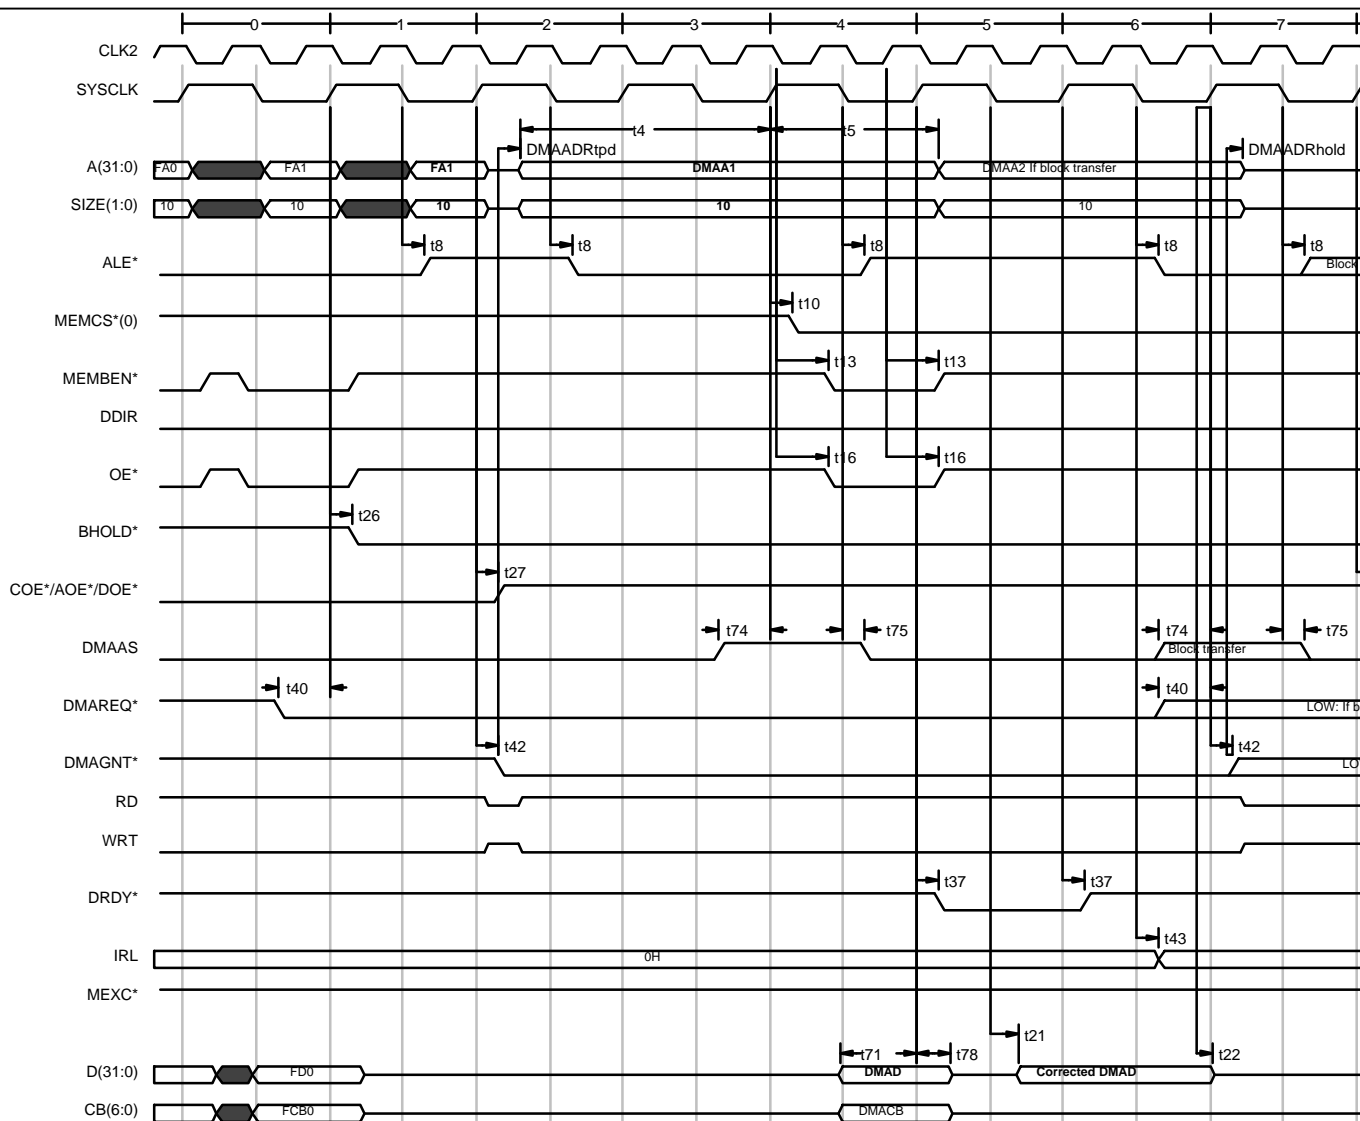 0 1 2 3 4 5 6 7
CLK2
SYSCLK
t4 t5
DMAADRtpd DMAADRhold
A(31:0) FA0 FA1 FA1 DMAA1 DMAA2 If block transfer
SIZE(1:0) 10 10 10 10 10
t8 t8 t8 t8 t8
ALE* Block
t10
MEMCS*(0)
t13 t13
MEMBEN*
DDIR
t16 t16
OE*
t26
BHOLD*
t27
COE*/AOE*/DOE*
t74 t75 t74 t75
DMAAS Block transfer
t40 t40
DMAREQ* LOW: If b
t42 t42
DMAGNT* LO
RD
WRT
t37 t37
DRDY*
t43
IRL 0H
MEXC*
t21
t71 t78 t22
D(31:0) FD0 DMAD Corrected DMAD
CB(6:0) FCB0 DMACB